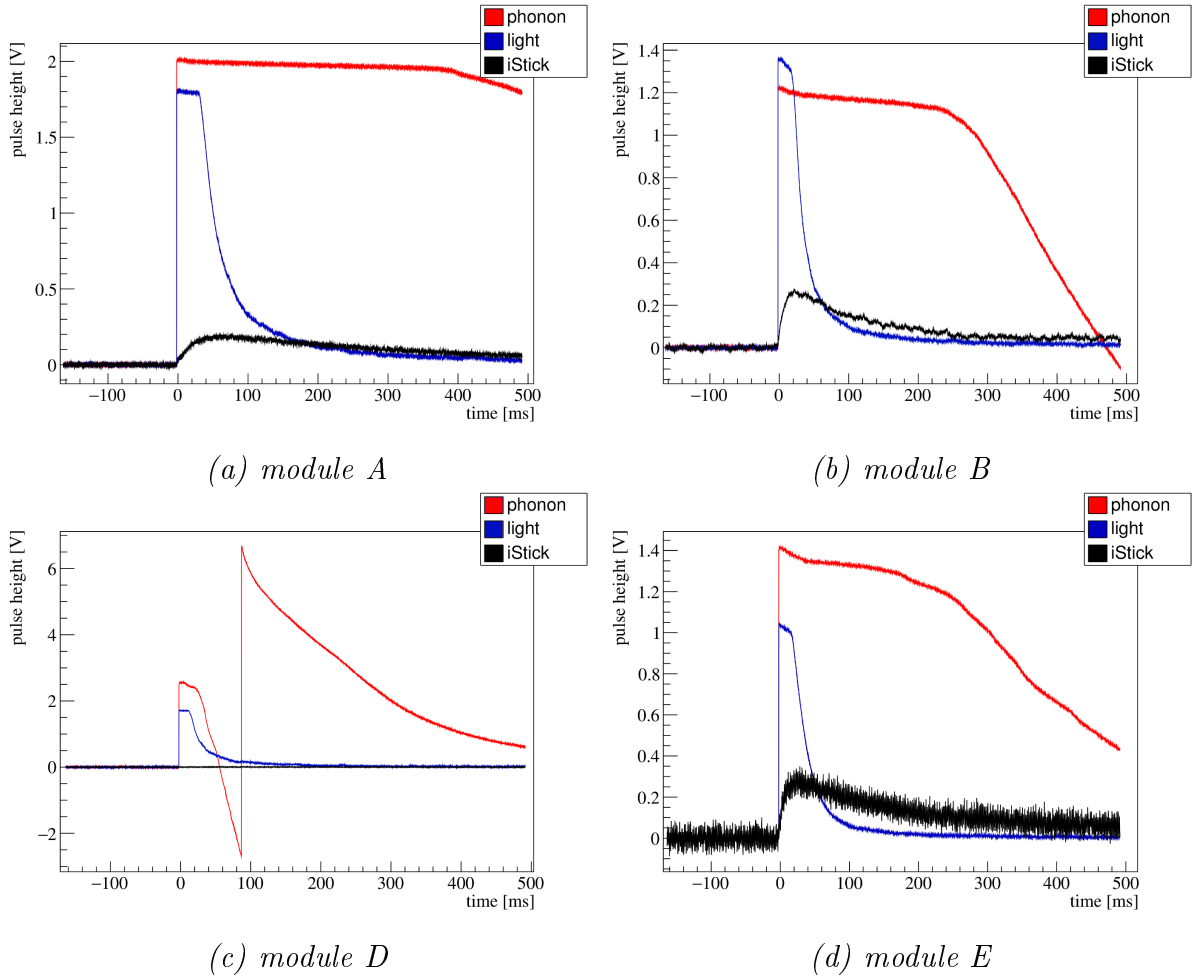 phonon
light
iStick
pulse height [V]
2
1.5
1
0.5
0
−100 0 100 200 300 400 500
time [ms]
(a) module A
phonon
light
iStick
pulse height [V]
1.4
1.2
1
0.8
0.6
0.4
0.2
0
−100 0 100 200 300 400 500
time [ms]
(b) module B
phonon
light
iStick
pulse height [V]
6
4
2
0
−2
−100 0 100 200 300 400 500
time [ms]
(c) module D
phonon
light
iStick
pulse height [V]
1.4
1.2
1
0.8
0.6
0.4
0.2
0
−100 0 100 200 300 400 500
time [ms]
(d) module E